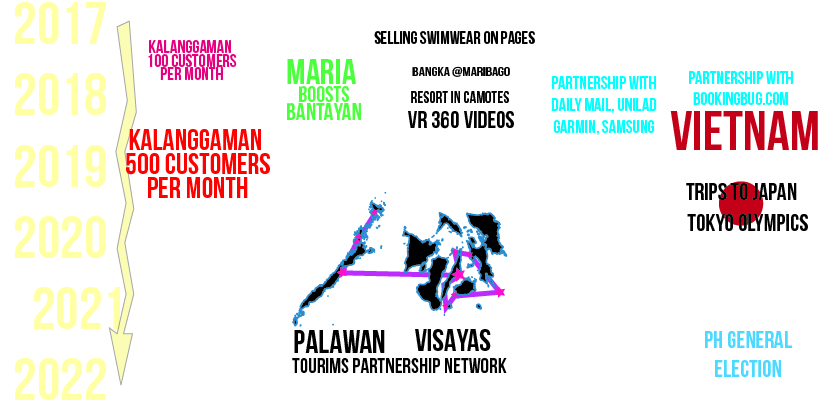 2017
2018
2019
2020
2021
2022
KALANGGAMAN
100 CUSTOMERS
PER MONTH
KALANGGAMAN
500 CUSTOMERS
PER MONTH
MARIA
BOOSTS
BANTAYAN
SELLING SWIMWEAR ON PAGES
BANGKA @MARIBAGO
RESORT IN CAMOTES
VR 360 VIDEOS
PARTNERSHIP WITH
DAILY MAIL, UNILAD
GARMIN, SAMSUNG
PARTNERSHIP WITH
BOOKINGBUG.COM
VIETNAM
TRIPS TO JAPAN
TOKYO OLYMPICS
PALAWAN
VISAYAS
TOURIMS PARTNERSHIP NETWORK
PH GENERAL
ELECTION